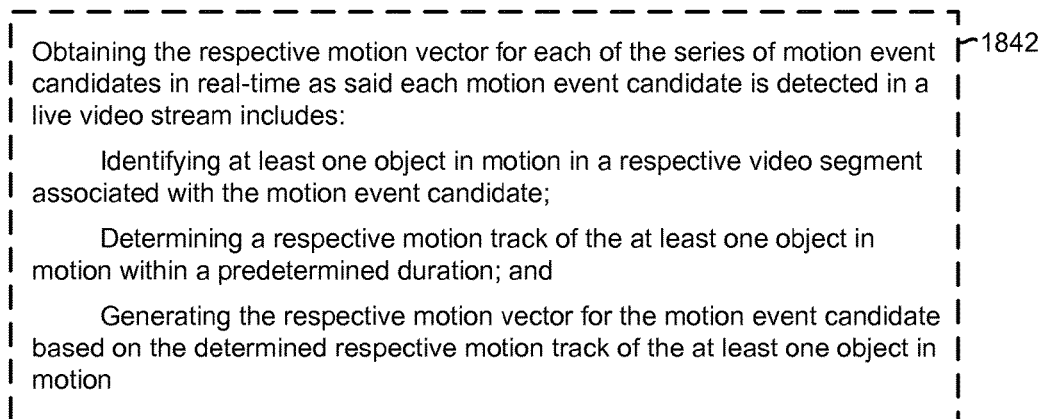 Obtaining the respective motion vector for each of the series of motion event
1842
candidates in real-time as said each motion event candidate is detected in a
live video stream includes:
Identifying at least one object in motion in a respective video segment
associated with the motion event candidate;
Determining a respective motion track of the at least one object in
motion within a predetermined duration; and
Generating the respective motion vector for the motion event candidate
based on the determined respective motion track of the at least one object in
motion